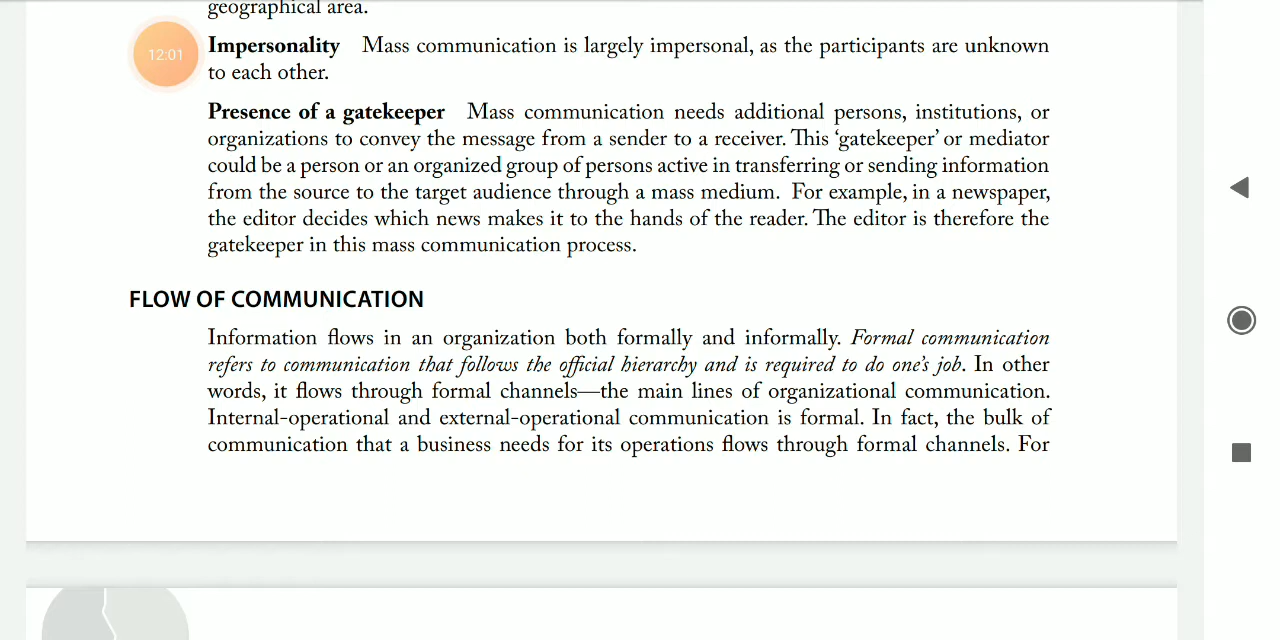 geographical area.
12:01
Impersonality Mass communication is largely impersonal, as the participants are unknown
to each other.
Presence of a gatekeeper Mass communication needs additional persons, institutions, or
organizations to convey the message from a sender to a receiver. This ‘gatekeeper’ or mediator
could be a person or an organized group of persons active in transferring or sending information
from the source to the target audience through a mass medium. For example, in a newspaper,
the editor decides which news makes it to the hands of the reader. The editor is therefore the
gatekeeper in this mass communication process.
FLOW OF COMMUNICATION
Information flows in an organization both formally and informally. Formal communication
refers to communication that follows the official hierarchy and is required to do one’s job. In other
words, it flows through formal channels—the main lines of organizational communication.
Internal-operational and external-operational communication is formal. In fact, the bulk of
communication that a business needs for its operations flows through formal channels. For